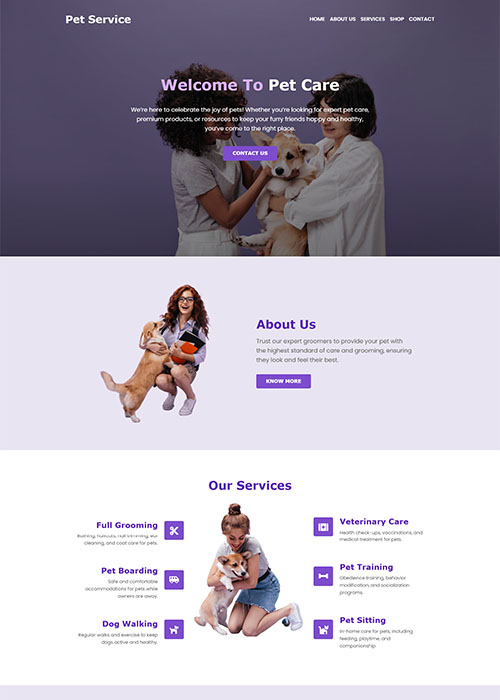 Pet Service
HOME ABOUT US SERVICES SHOP CONTACT
Welcome To Pet Care
We're here to celebrate the joy of pets! Whether you're looking for expert pet care,
premium products, or resources to keep your furry friends happy and healthy,
you've come to the right place.
CONTACT US
About Us
Trust our expert groomers to provide your pet with
the highest standard of care and grooming, ensuring
they look and feel their best.
KNOW MORE
Our Services
Full Grooming
Bathing, haircuts, nail trimming, ear
cleaning, and coat care for pets.
Pet Boarding
Safe and comfortable
accommodations for pets while
owners are away.
Dog Walking
Regular walks and exercise to keep
dogs active and healthy.
Veterinary Care
Health check-ups, vaccinations, and
medical treatment for pets.
Pet Training
Obedience training, behavior
modification, and socialization
programs.
Pet Sitting
In-home care for pets, including
feeding, playtime, and
companionship